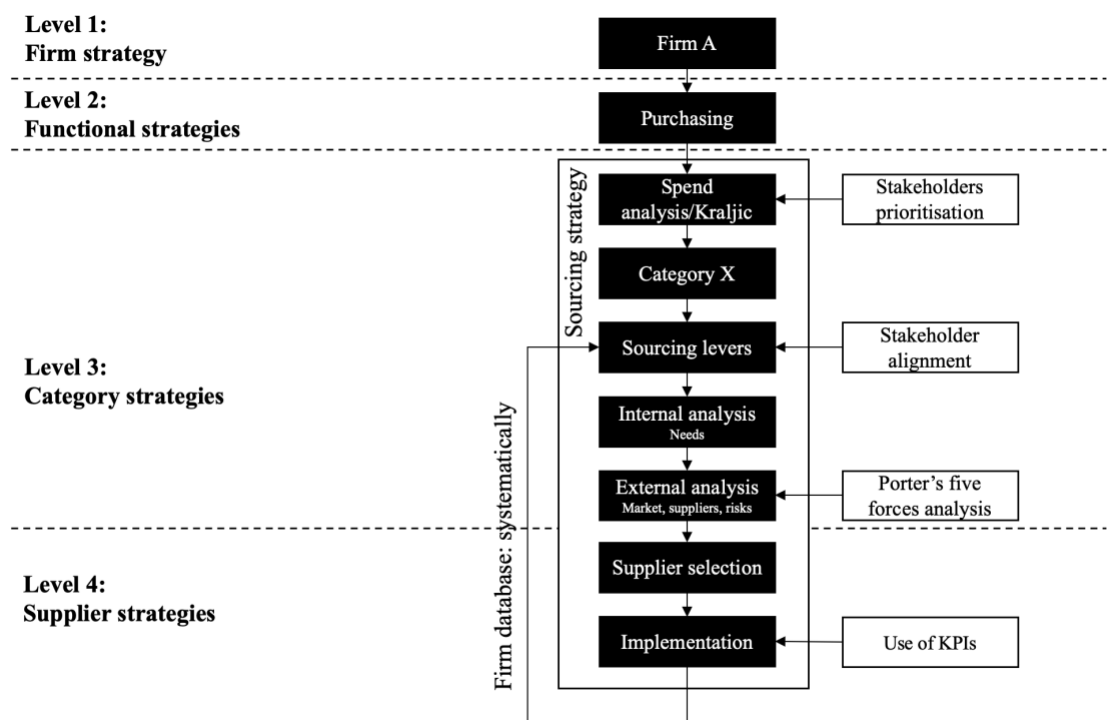 Level 1:
Firm strategy
Firm A
Level 2:
Functional strategies
Purchasing
Level 3:
Category strategies
Sourcing strategy
Spend
analysis/Kraljic
Stakeholders
prioritisation
Category X
Sourcing levers
Stakeholder
alignment
Internal analysis
Needs
External analysis
Market, suppliers, risks
Porter's five
forces analysis
Firm database: systematically
Level 4:
Supplier strategies
Supplier selection
Implementation
Use of KPIs